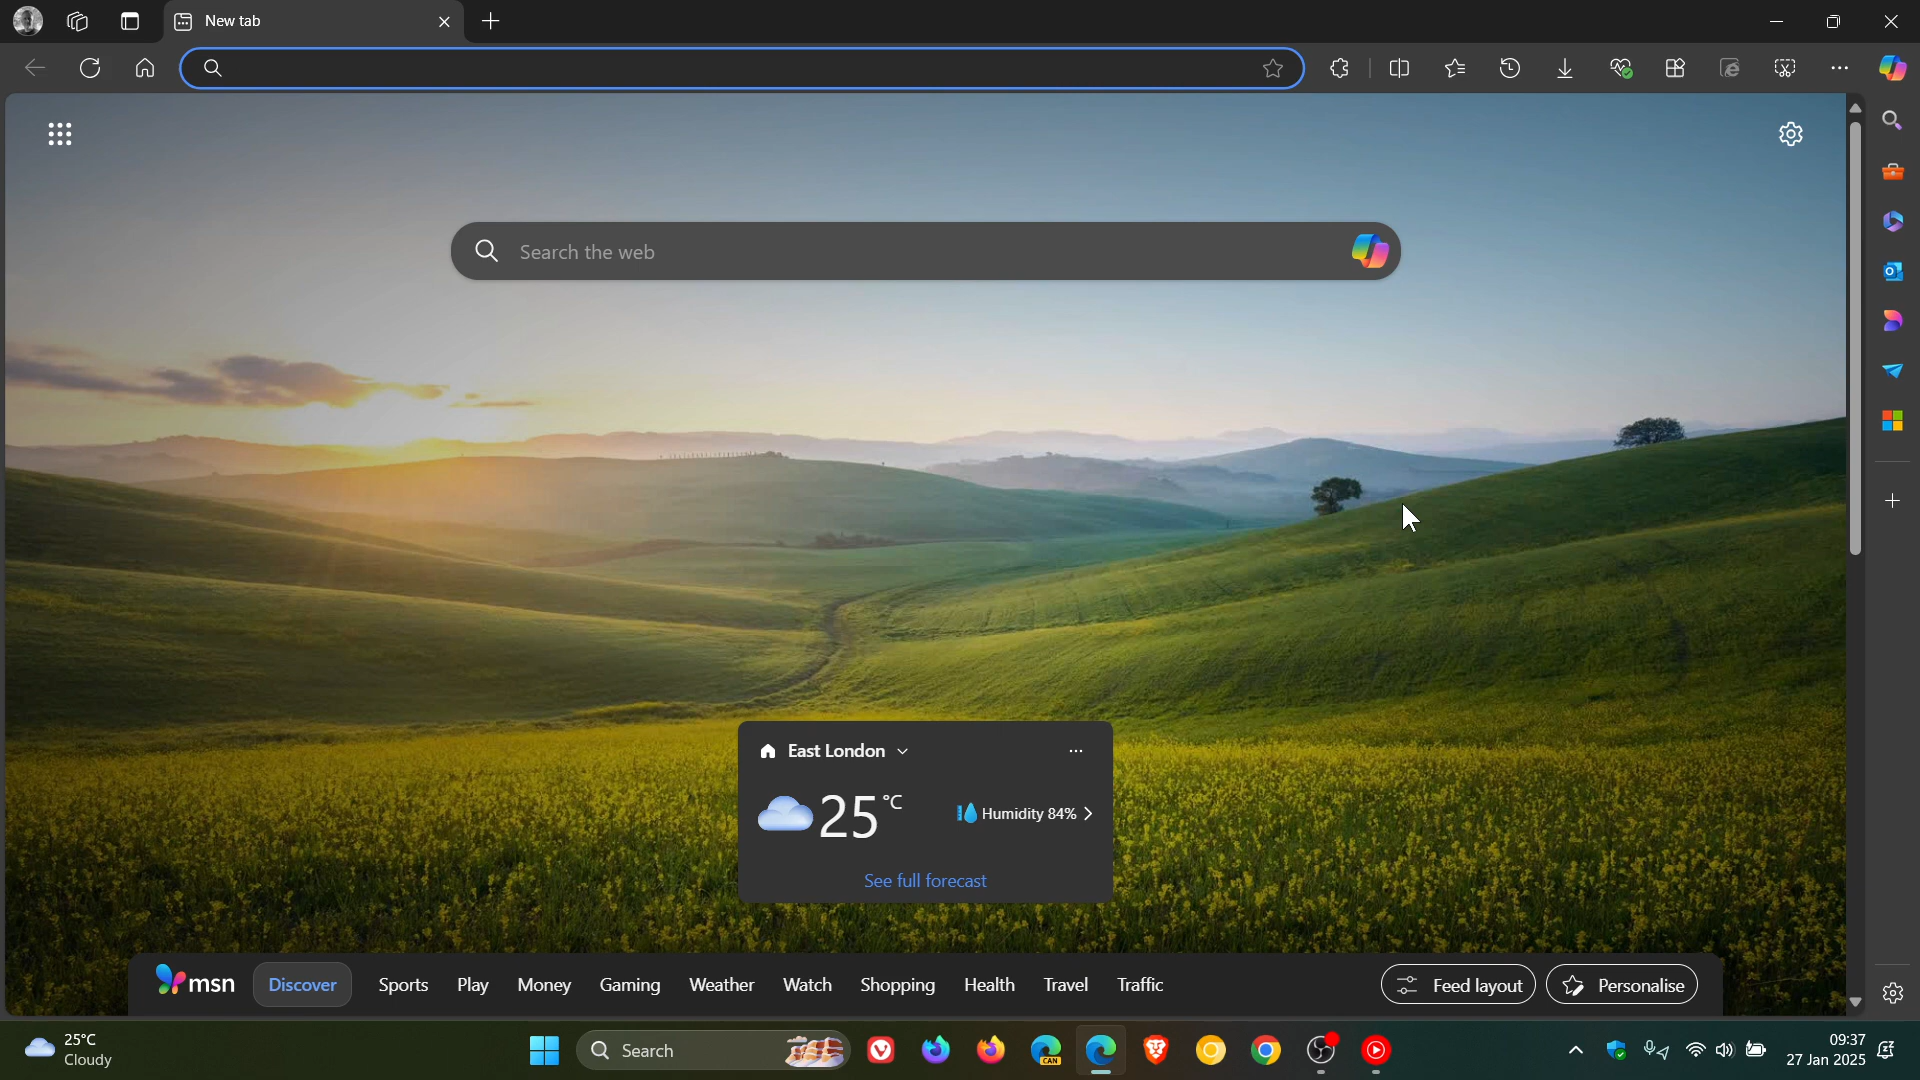 New tab
Search the web
East London
25 °C
Humidity 84%
See full forecast
msn
Discover
Sports
Play
Money
Gaming
Weather
Watch
Shopping
Health
Travel
Traffic
Feed layout
Personalise
25°C
Cloudy
Search
CAN
09:37
27 Jan 2025